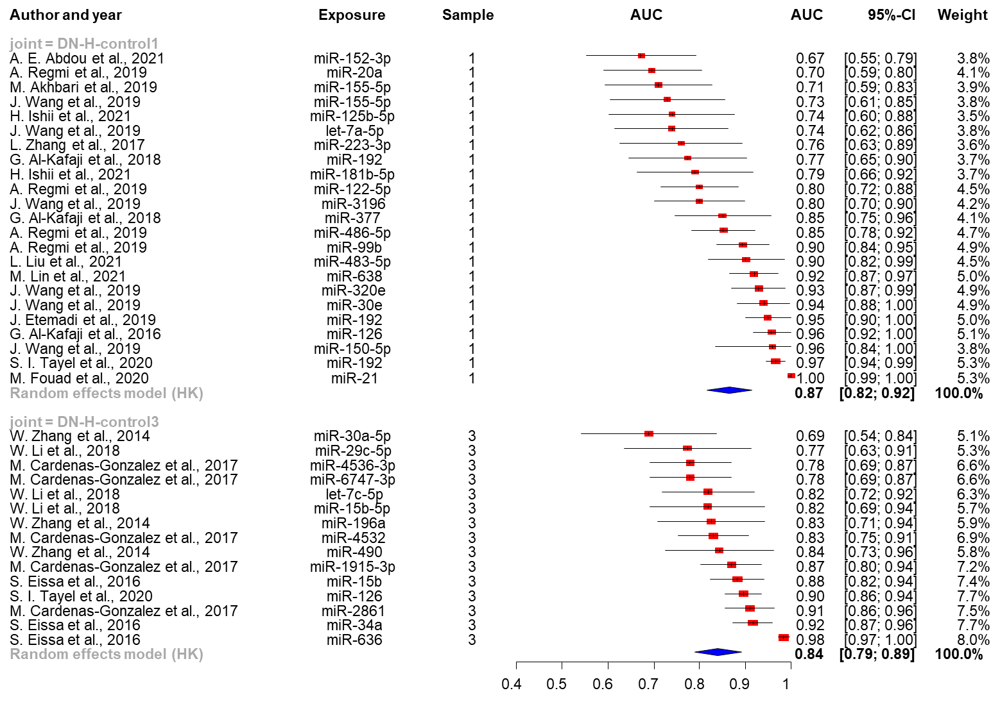 Author and year Exposure Sample AUC AUC 95%-CI Weight
joint = DN-H-control1
A. E. Abdou et al., 2021 miR-152-3p 1 0.67 [0.55; 0.79] 3.8%
A. Regmi et al., 2019 miR-20a 1 0.70 [0.59; 0.80] 4.1%
M. Akhbari et al., 2019 miR-155-5p 1 0.71 [0.59; 0.83] 3.9%
J. Wang et al., 2019 miR-155-5p 1 0.73 [0.61; 0.85] 3.8%
H. Ishii et al., 2021 miR-125b-5p 1 0.74 [0.60; 0.88] 3.5%
J. Wang et al., 2019 let-7a-5p 1 0.74 [0.62; 0.86] 3.8%
L. Zhang et al., 2017 miR-223-3p 1 0.76 [0.63; 0.89] 3.6%
G. Al-Kafaji et al., 2018 miR-192 1 0.77 [0.65; 0.90] 3.7%
H. Ishii et al., 2021 miR-181b-5p 1 0.79 [0.66; 0.92] 3.7%
A. Regmi et al., 2019 miR-122-5p 1 0.80 [0.72; 0.88] 4.5%
J. Wang et al., 2019 miR-3196 1 0.80 [0.70; 0.90] 4.2%
G. Al-Kafaji et al., 2018 miR-377 1 0.85 [0.75; 0.96] 4.1%
A. Regmi et al., 2019 miR-486-5p 1 0.85 [0.78; 0.92] 4.7%
A. Regmi et al., 2019 miR-99b 1 0.90 [0.84; 0.95] 4.9%
L. Liu et al., 2021 miR-483-5p 1 0.90 [0.82; 0.99] 4.5%
M. Lin et al., 2021 miR-638 1 0.92 [0.87; 0.97] 5.0%
J. Wang et al., 2019 miR-320e 1 0.93 [0.87; 0.99] 4.9%
J. Wang et al., 2019 miR-30e 1 0.94 [0.88; 1.00] 4.9%
J. Etemadi et al., 2019 miR-192 1 0.95 [0.90; 1.00] 5.0%
G. Al-Kafaji et al., 2016 miR-126 1 0.96 [0.92; 1.00] 5.1%
J. Wang et al., 2019 miR-150-5p 1 0.96 [0.84; 1.00] 3.8%
S. I. Tayel et al., 2020 miR-192 1 0.97 [0.94; 0.99] 5.3%
M. Fouad et al., 2020 miR-21 1 1.00 [0.99; 1.00] 5.3%
Random effects model (HK) 0.87 [0.82; 0.92] 100.0%
joint = DN-H-control3
W. Zhang et al., 2014 miR-30a-5p 3 0.69 [0.54; 0.84] 5.1%
W. Li et al., 2018 miR-29c-5p 3 0.77 [0.63; 0.91] 5.3%
M. Cardenas-Gonzalez et al., 2017 miR-4536-3p 3 0.78 [0.69; 0.87] 6.6%
M. Cardenas-Gonzalez et al., 2017 miR-6747-3p 3 0.78 [0.69; 0.87] 6.6%
W. Li et al., 2018 let-7c-5p 3 0.82 [0.72; 0.92] 6.3%
W. Li et al., 2018 miR-15b-5p 3 0.82 [0.69; 0.94] 5.7%
W. Zhang et al., 2014 miR-196a 3 0.83 [0.71; 0.94] 5.9%
M. Cardenas-Gonzalez et al., 2017 miR-4532 3 0.83 [0.75; 0.91] 6.9%
W. Zhang et al., 2014 miR-490 3 0.84 [0.73; 0.96] 5.8%
M. Cardenas-Gonzalez et al., 2017 miR-1915-3p 3 0.87 [0.80; 0.94] 7.2%
S. Eissa et al., 2016 miR-15b 3 0.88 [0.82; 0.94] 7.4%
S. I. Tayel et al., 2020 miR-126 3 0.90 [0.86; 0.94] 7.7%
M. Cardenas-Gonzalez et al., 2017 miR-2861 3 0.91 [0.86; 0.96] 7.5%
S. Eissa et al., 2016 miR-34a 3 0.92 [0.87; 0.96] 7.7%
S. Eissa et al., 2016 miR-636 3 0.98 [0.97; 1.00] 8.0%
Random effects model (HK) 0.84 [0.79; 0.89] 100.0%
0.4 0.5 0.6 0.7 0.8 0.9 1